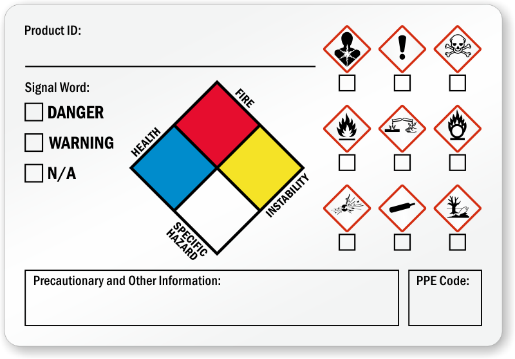 Product ID:
Signal Word:
DANGER
WARNING
N/A
HEALTH
FIRE
INSTABILITY
SPECIFIC
HAZARD
Precautionary and Other Information:
PPE Code: